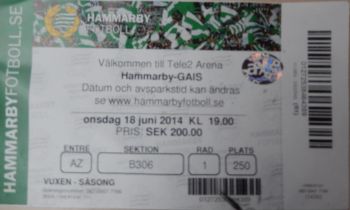 HAMMARBYFOTBOLL.SE
HAMMARBY
FOTBOLL
Välkommen till Tele2 Arena
Hammarby-GAIS
Datum och avsparkstid kan ändras
se www.hammarbyfotboll.se
onsdag 18 juni 2014 KL 19.00
PRIS: SEK 200.00
ENTRE SEKTION RAD PLATS
AZ B306 1 250
VUXEN - SÄSONG